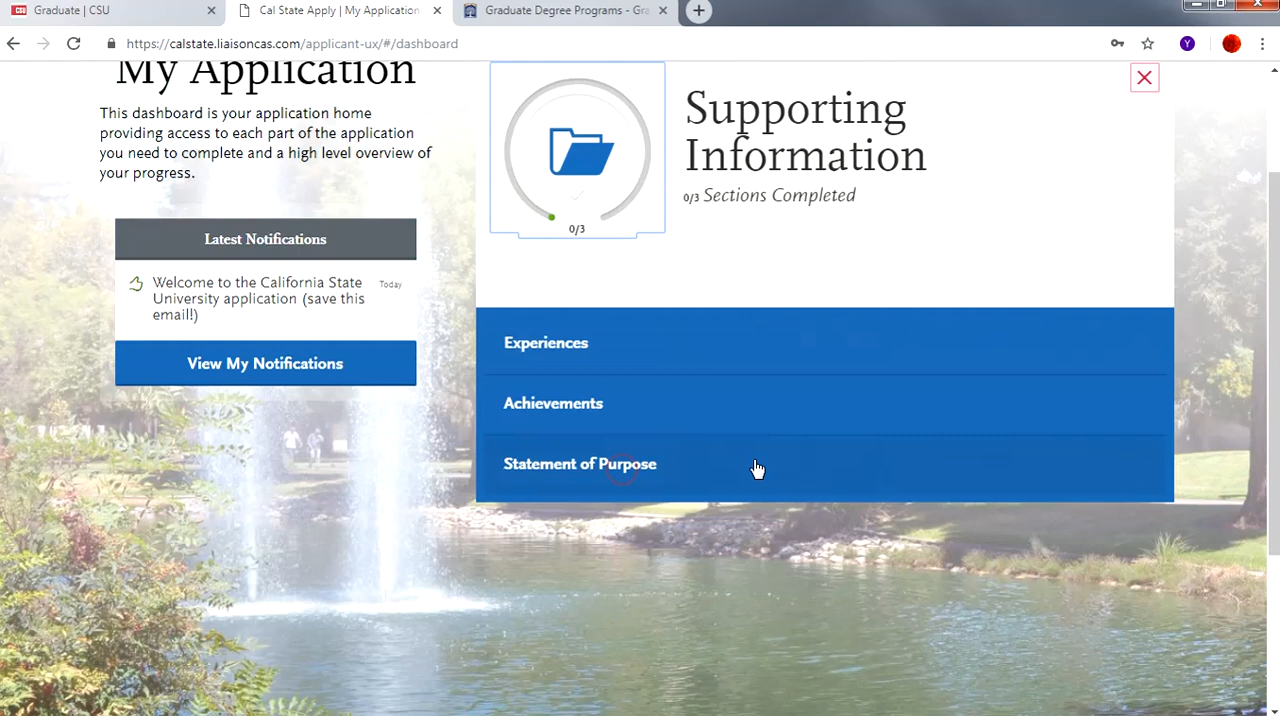 Graduate | CSU
Cal State Apply | My Application
Graduate Degree Programs - Gra
https://calstate.liaisoncas.com/applicant-ux/#/dashboard
Y
My Application
This dashboard is your application home
providing access to each part of the application
you need to complete and a high level overview of
your progress.
Latest Notifications
Welcome to the California State
University application (save this
email!)
Today
View My Notifications
0/3
Supporting
Information
0/3 Sections Completed
Experiences
Achievements
Statement of Purpose